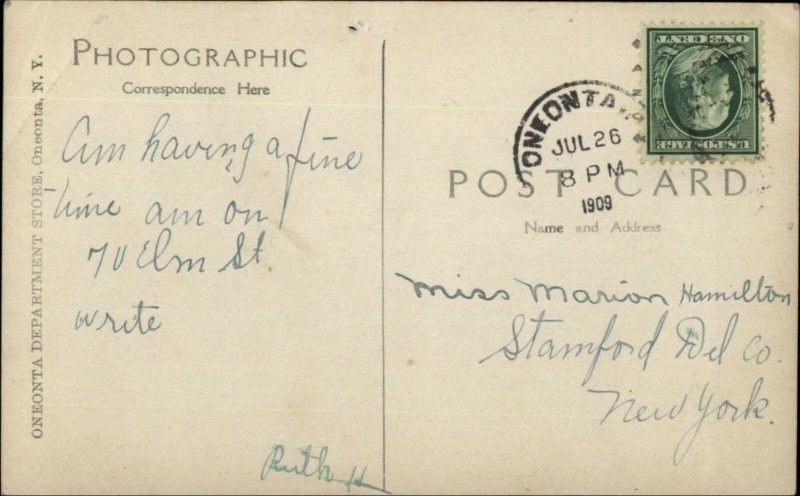 ONEONTA DEPARTMENT STORE, Oneonta, N. Y.
PHOTOGRAPHIC
Correspondence Here
Am having a fine
time am on
70 Elm St.
write
Ruth H
ONEONTA,
JUL 26
8 PM
1909
U.S. POSTAGE
ONE CENT
POST CARD
Name and Address
Miss Marion Hamilton
Stamford Del Co.
New York.